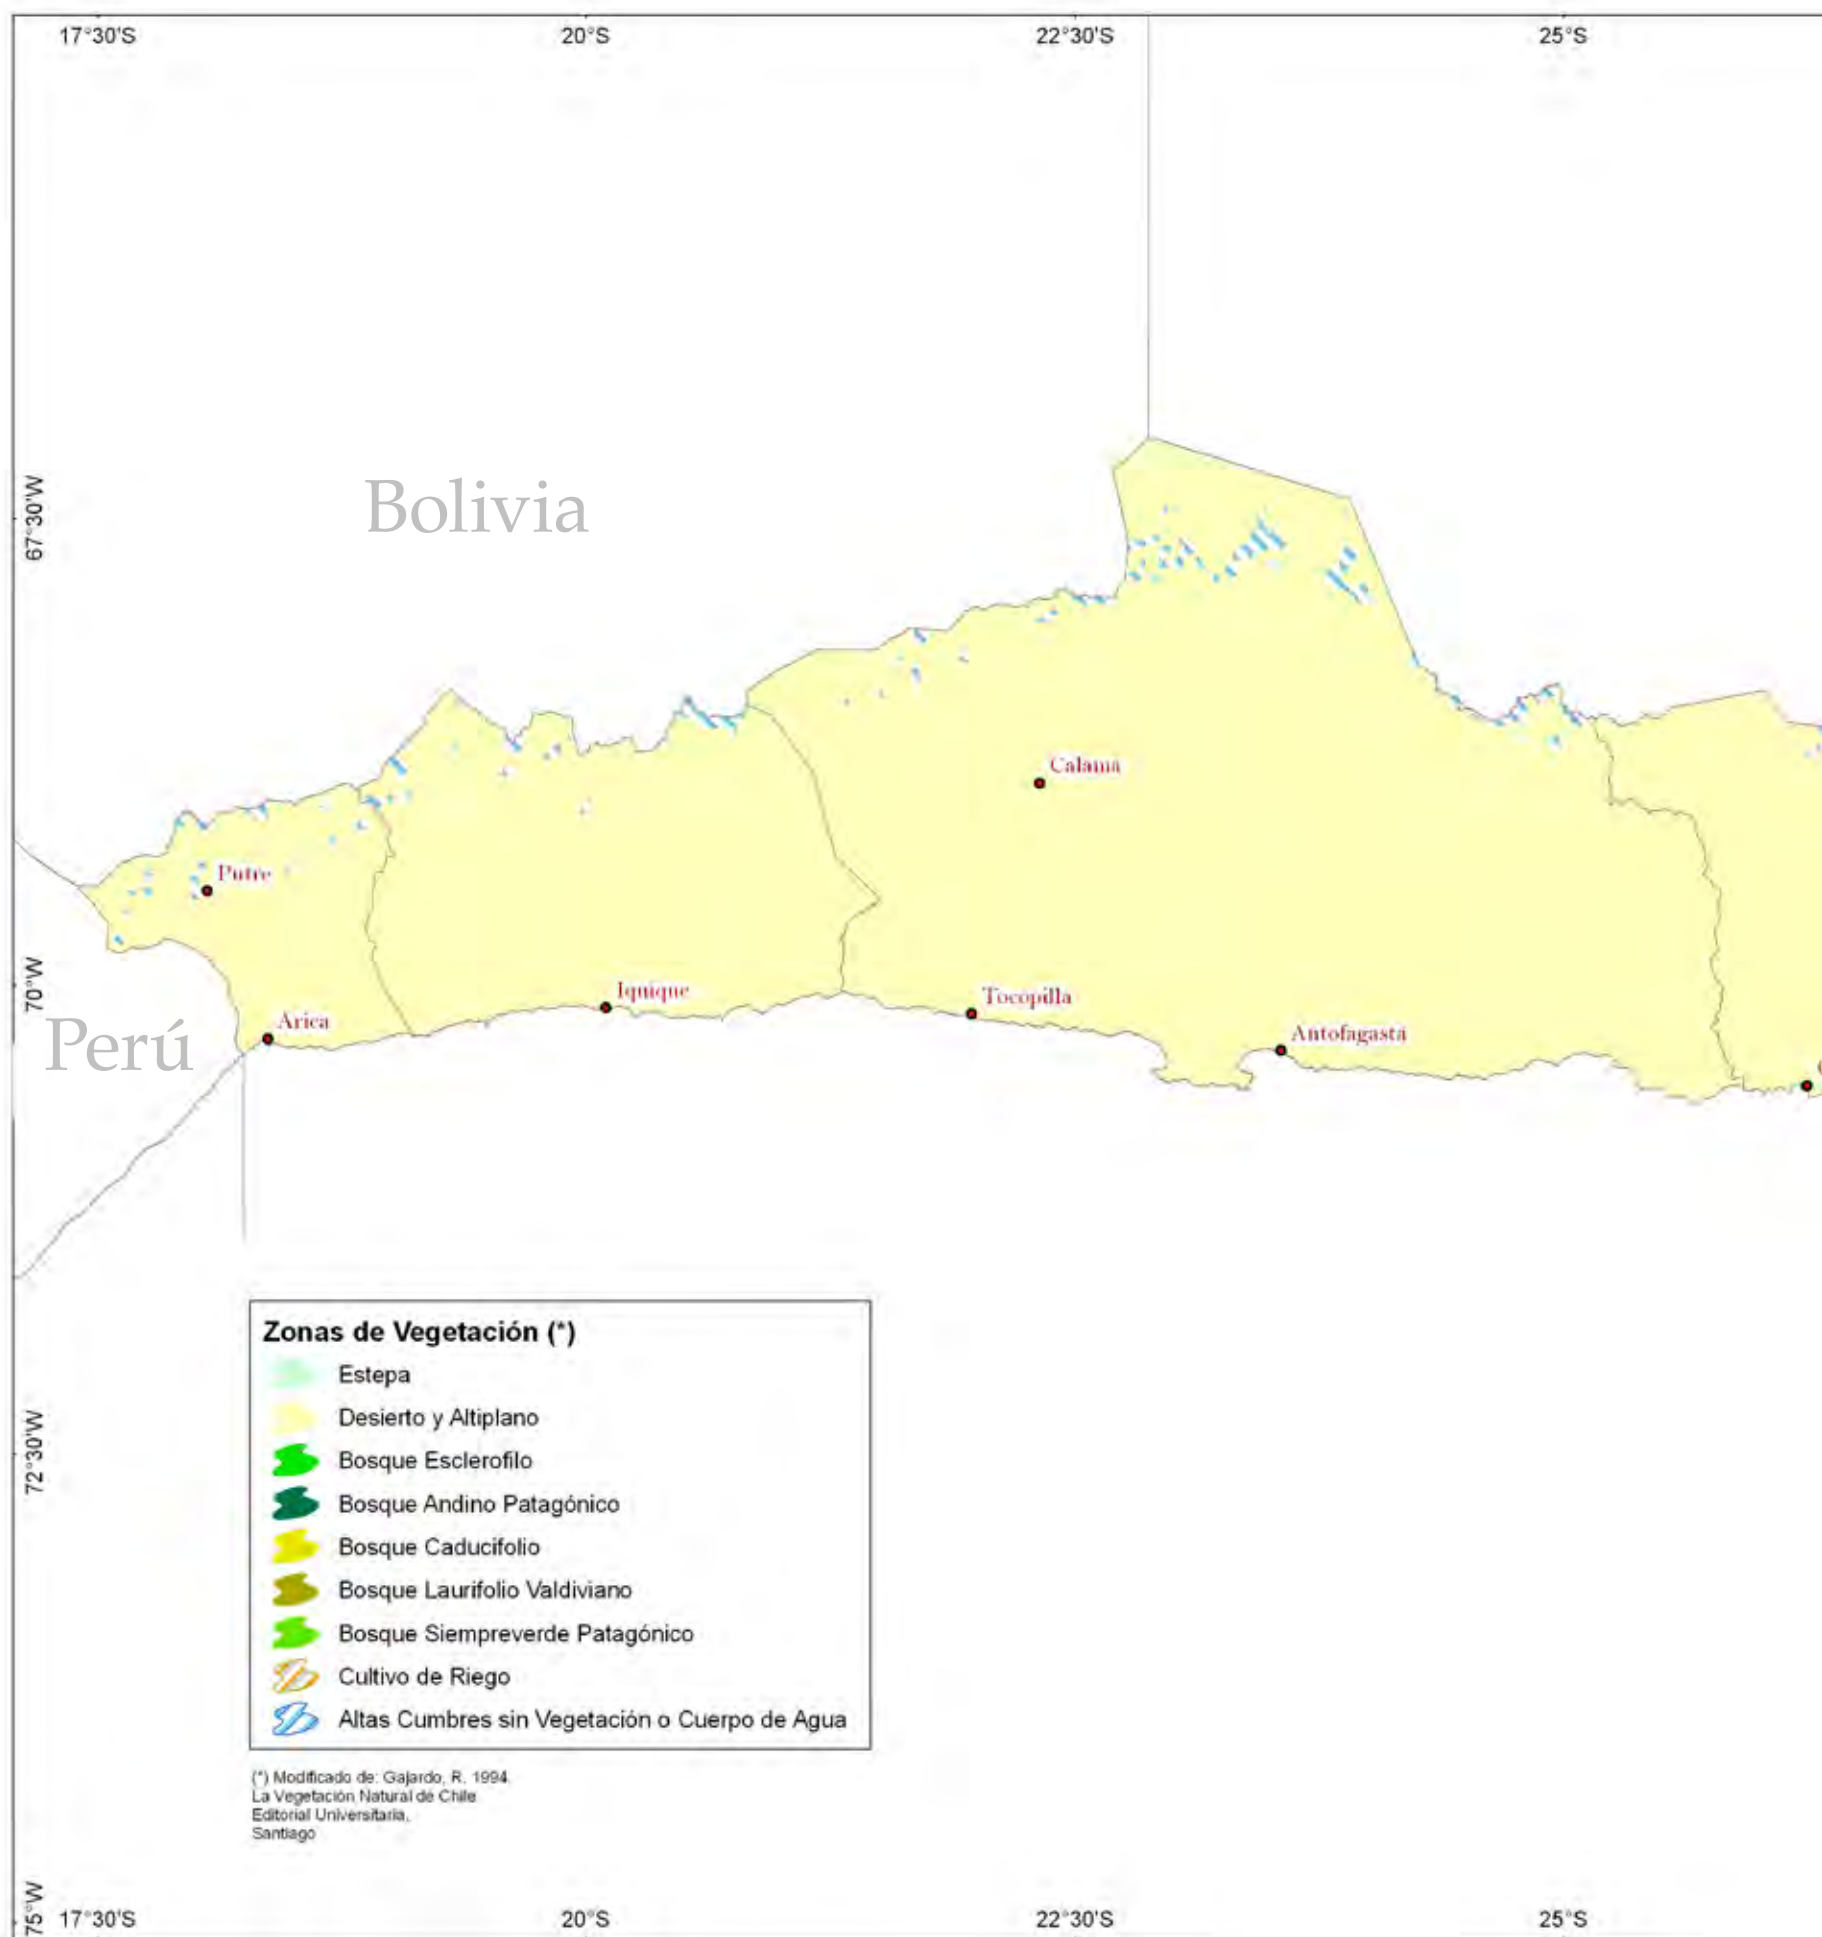 17°30'S 20°S 22°30'S 25°S
67°30'W
Bolivia
Calama
Putre
70°W
Iquique
Tocopilla
Arica
Antofagasta
Perú
Zonas de Vegetación (*)
Estepa
Desierto y Altiplano
Bosque Esclerofilo
Bosque Andino Patagónico
72°30'W
Bosque Caducifolio
Bosque Laurifolio Valdiviano
Bosque Siempreverde Patagónico
Cultivo de Riego
Altas Cumbres sin Vegetación o Cuerpo de Agua
(*) Modificado de: Gajardo, R. 1994.
La Vegetación Natural de Chile
Editorial Universitaria,
Santiago
75°W
17°30'S 20°S 22°30'S 25°S